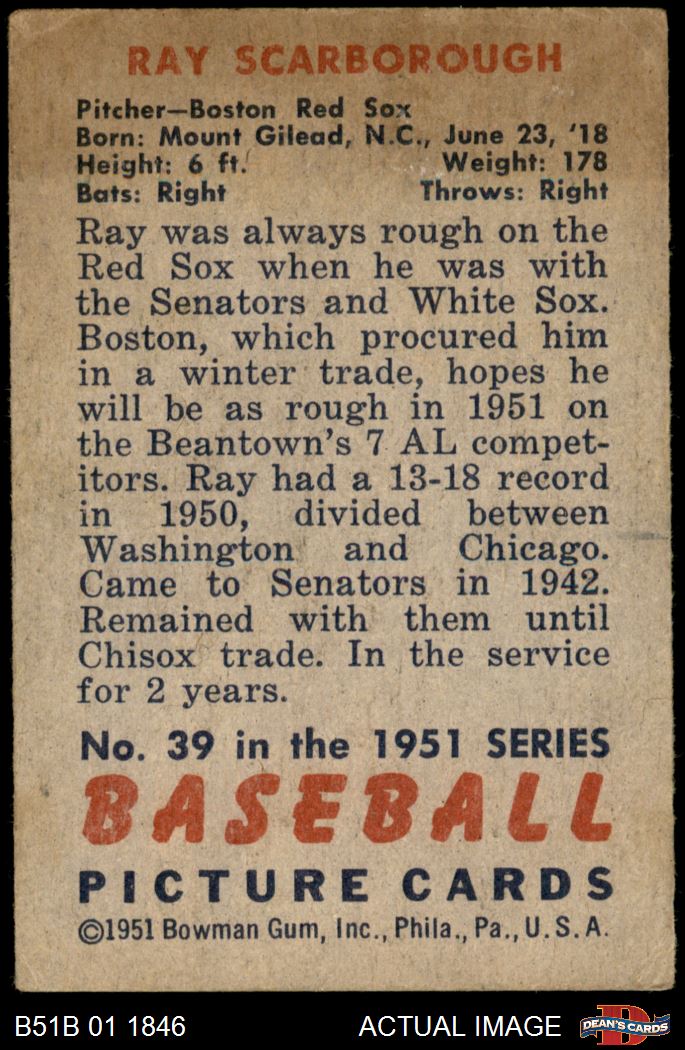 RAY SCARBOROUGH
Pitcher—Boston Red Sox
Born: Mount Gilead, N.C., June 23, '18
Height: 6 ft. Weight: 178
Bats: Right Throws: Right
Ray was always rough on the
Red Sox when he was with
the Senators and White Sox.
Boston, which procured him
in a winter trade, hopes he
will be as rough in 1951 on
the Beantown's 7 AL compet-
itors. Ray had a 13-18 record
in 1950, divided between
Washington and Chicago.
Came to Senators in 1942.
Remained with them until
Chisox trade. In the service
for 2 years.
No. 39 in the 1951 SERIES
BASEBALL
PICTURE CARDS
©1951 Bowman Gum, Inc., Phila., Pa., U.S.A.
B51B 01 1846 ACTUAL IMAGE D DEAN'S CARDS